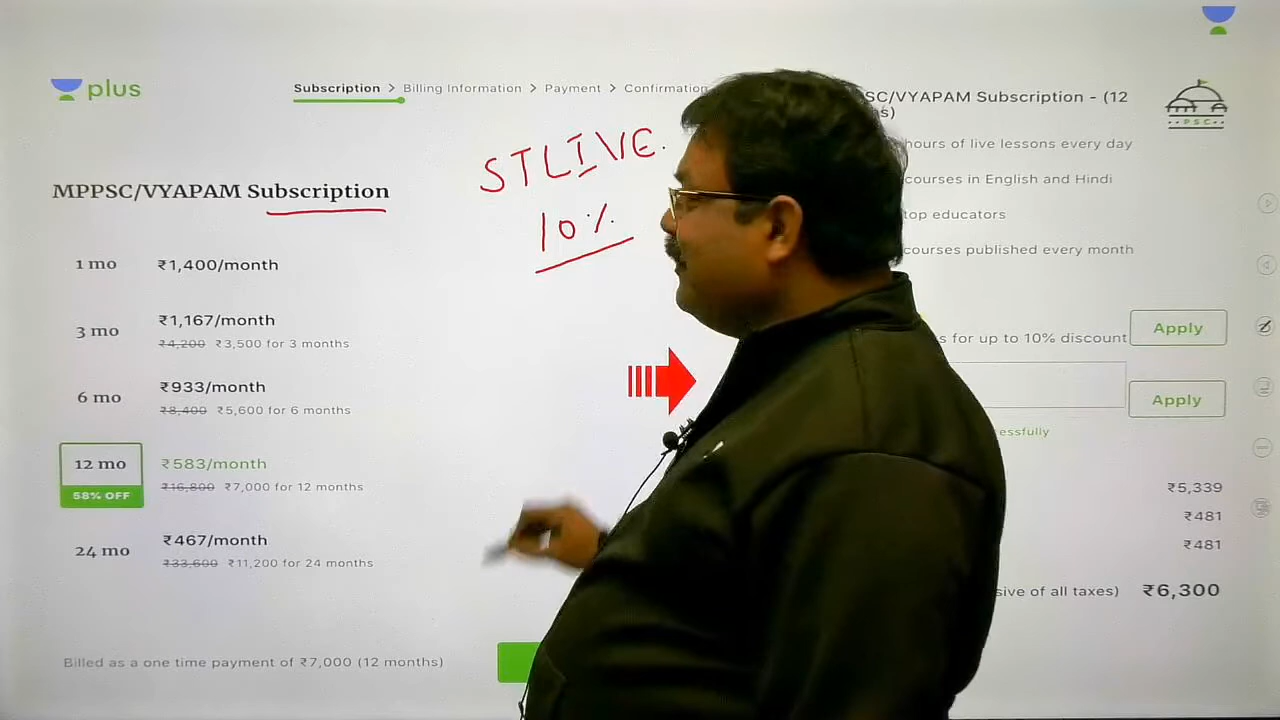 plus
Subscription > Billing Information > Payment > Confirmation
STLIVE.
10%
MPPSC/VYAPAM Subscription
1 mo ₹1,400/month
3 mo ₹1,167/month
₹4,200 ₹3,500 for 3 months
6 mo ₹933/month
₹8,400 ₹5,600 for 6 months
12 mo ₹583/month
58% OFF ₹16,800 ₹7,000 for 12 months
24 mo ₹467/month
₹33,600 ₹11,200 for 24 months
Billed as a one time payment of ₹7,000 (12 months)
SC/VYAPAM Subscription - (12
s)
PSC
hours of live lessons every day
courses in English and Hindi
top educators
courses published every month
s for up to 10% discount Apply
Apply
essfully
₹5,339
₹481
₹481
sive of all taxes) ₹6,300